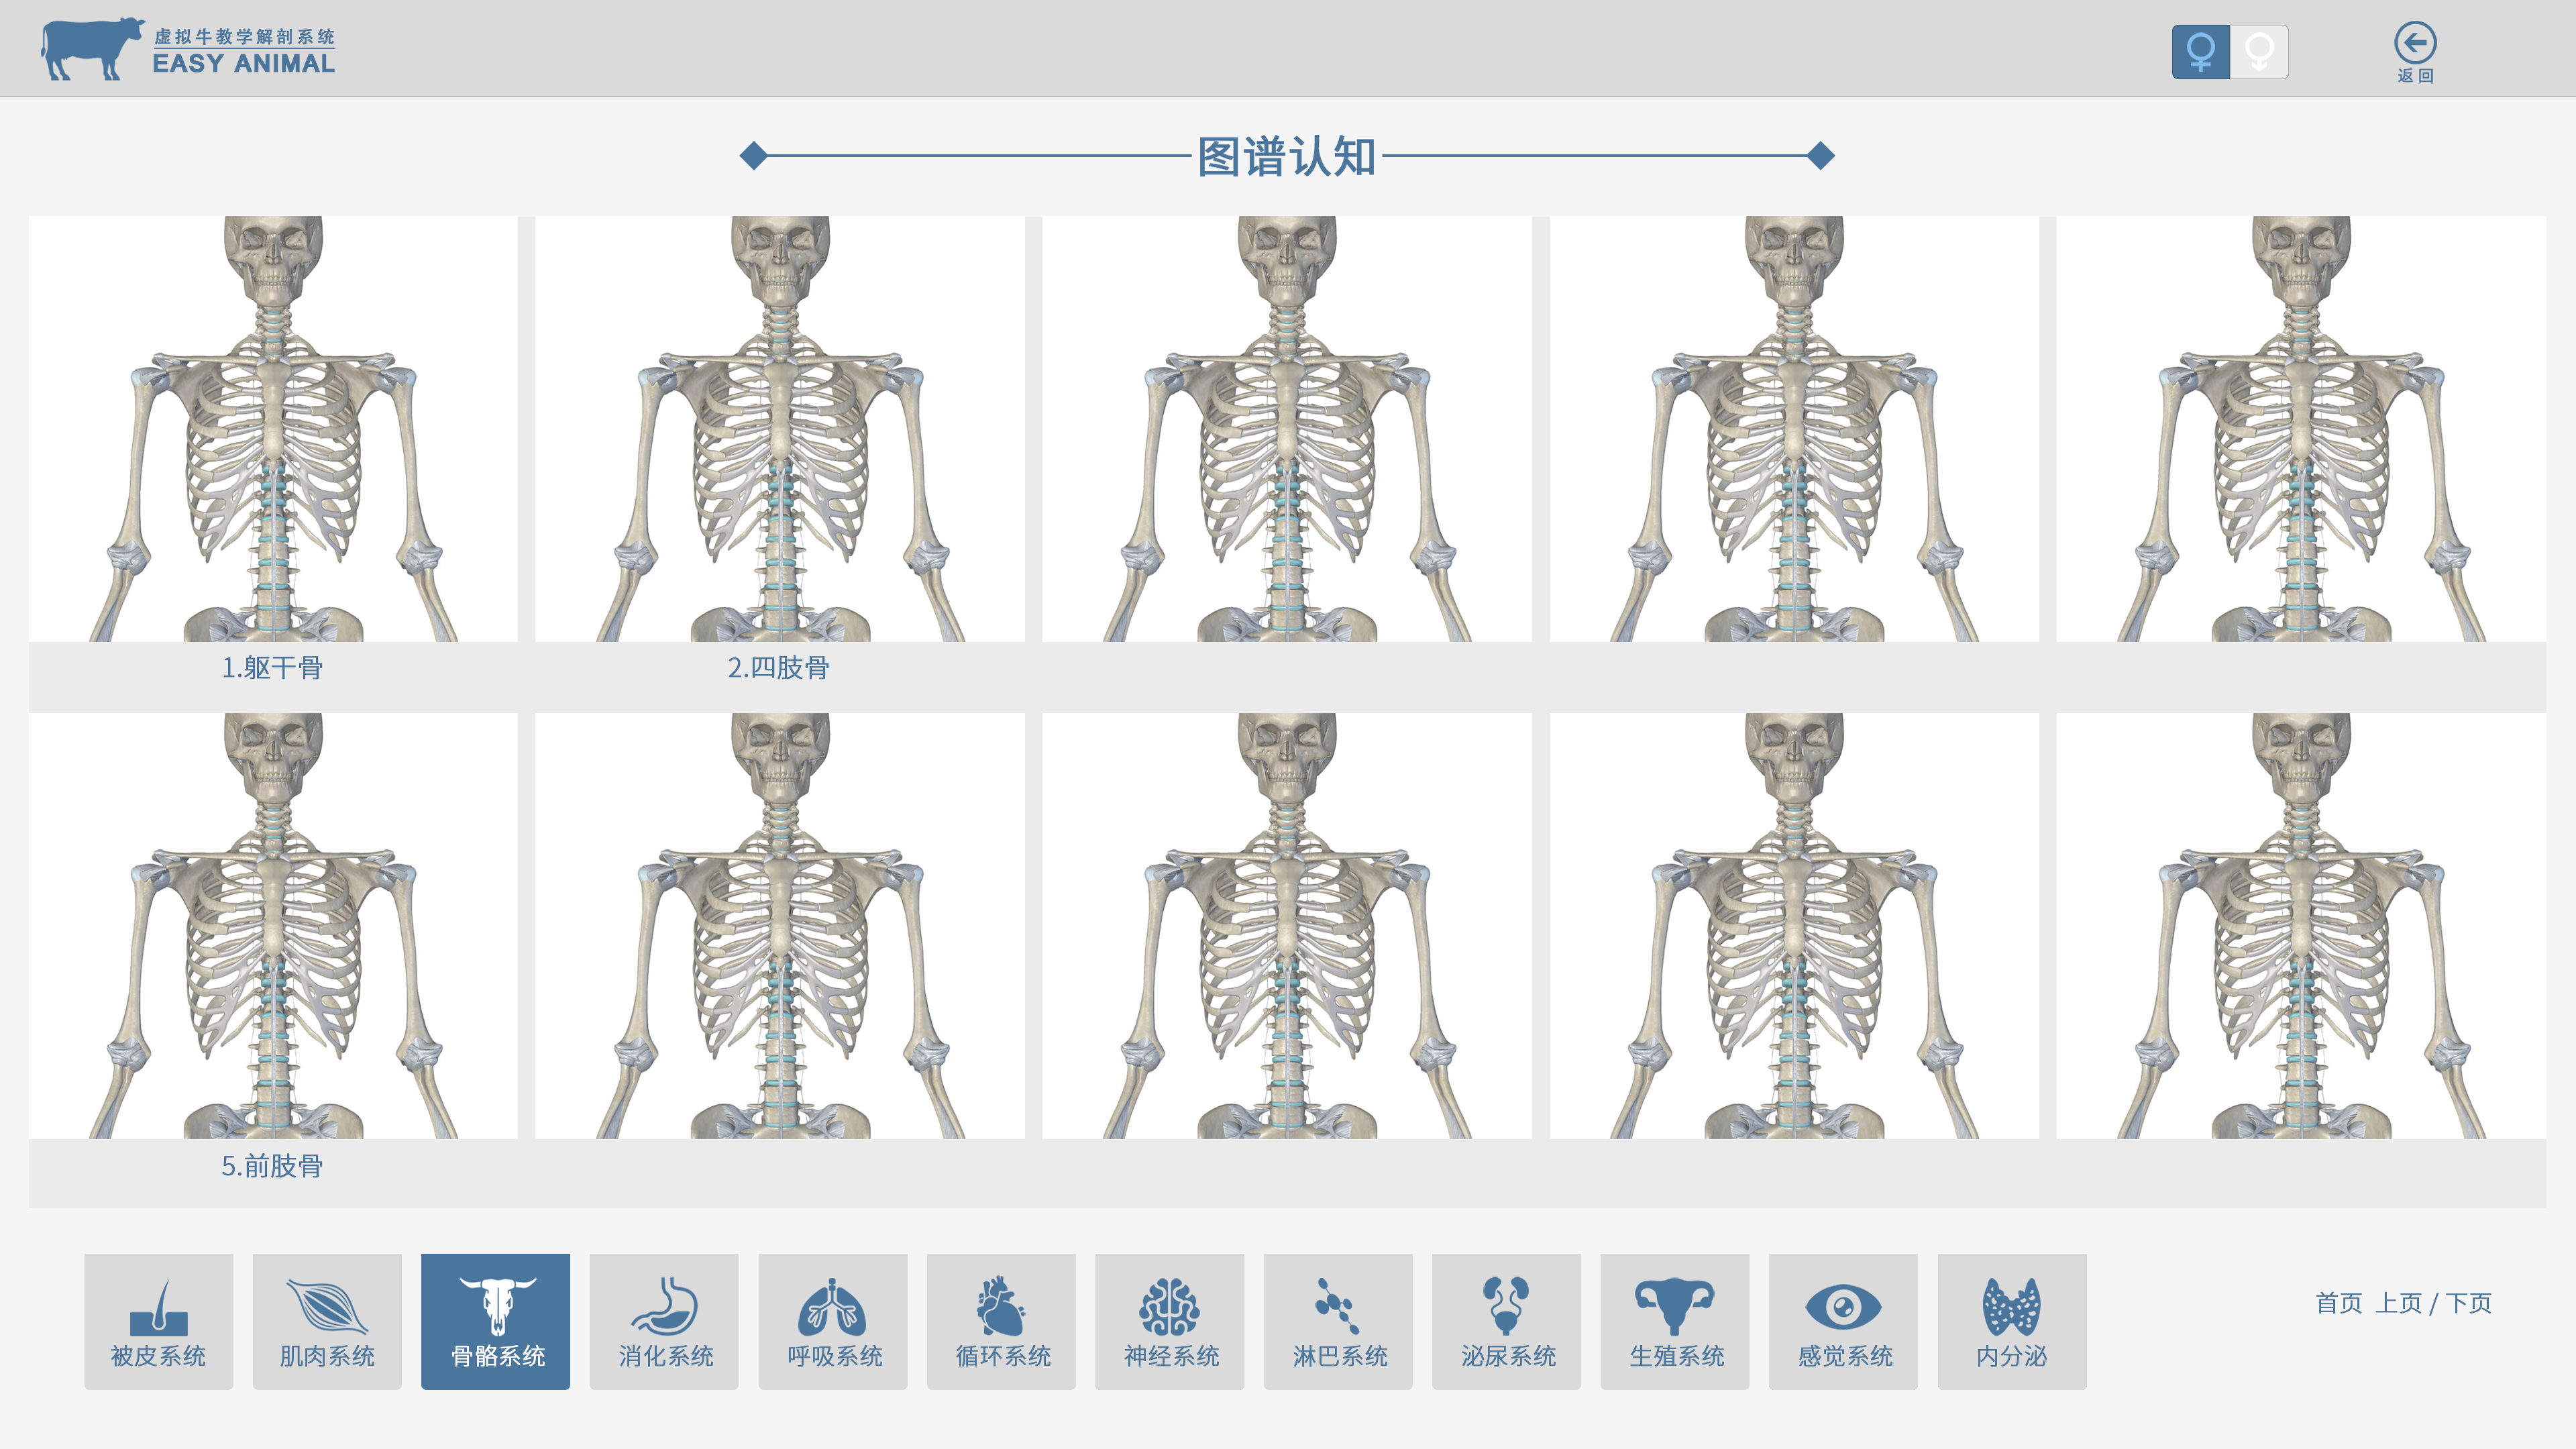 虚拟牛教学解剖系统
EASY ANIMAL
返回
图谱认知
1.躯干骨
2.四肢骨
5.前肢骨
被皮系统
肌肉系统
骨骼系统
消化系统
呼吸系统
循环系统
神经系统
淋巴系统
泌尿系统
生殖系统
感觉系统
内分泌
首页 上页 / 下页